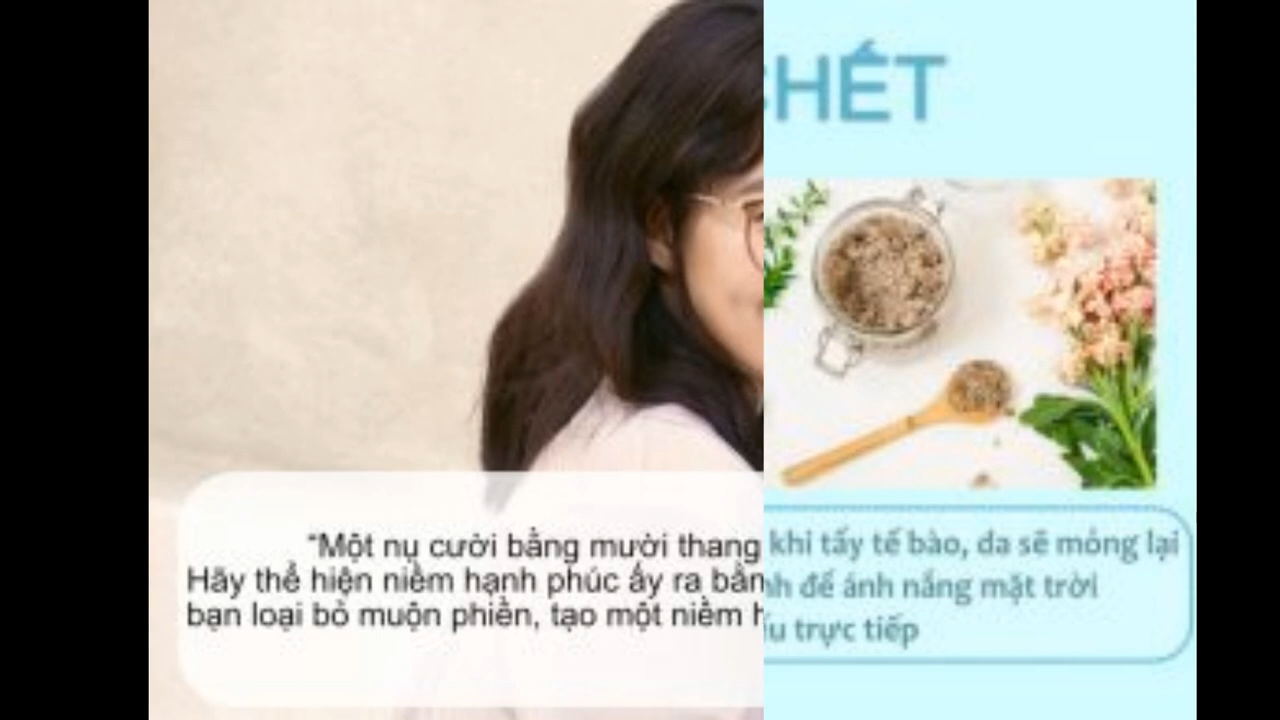 HẾT
“Một nụ cười bằng mười thang
Hãy thể hiện niềm hạnh phúc ấy ra bằn
bạn loại bỏ muộn phiền, tạo một niềm h
khi tẩy tế bào, da sẽ mỏng lại
nh để ánh nắng mặt trời
ếu trực tiếp